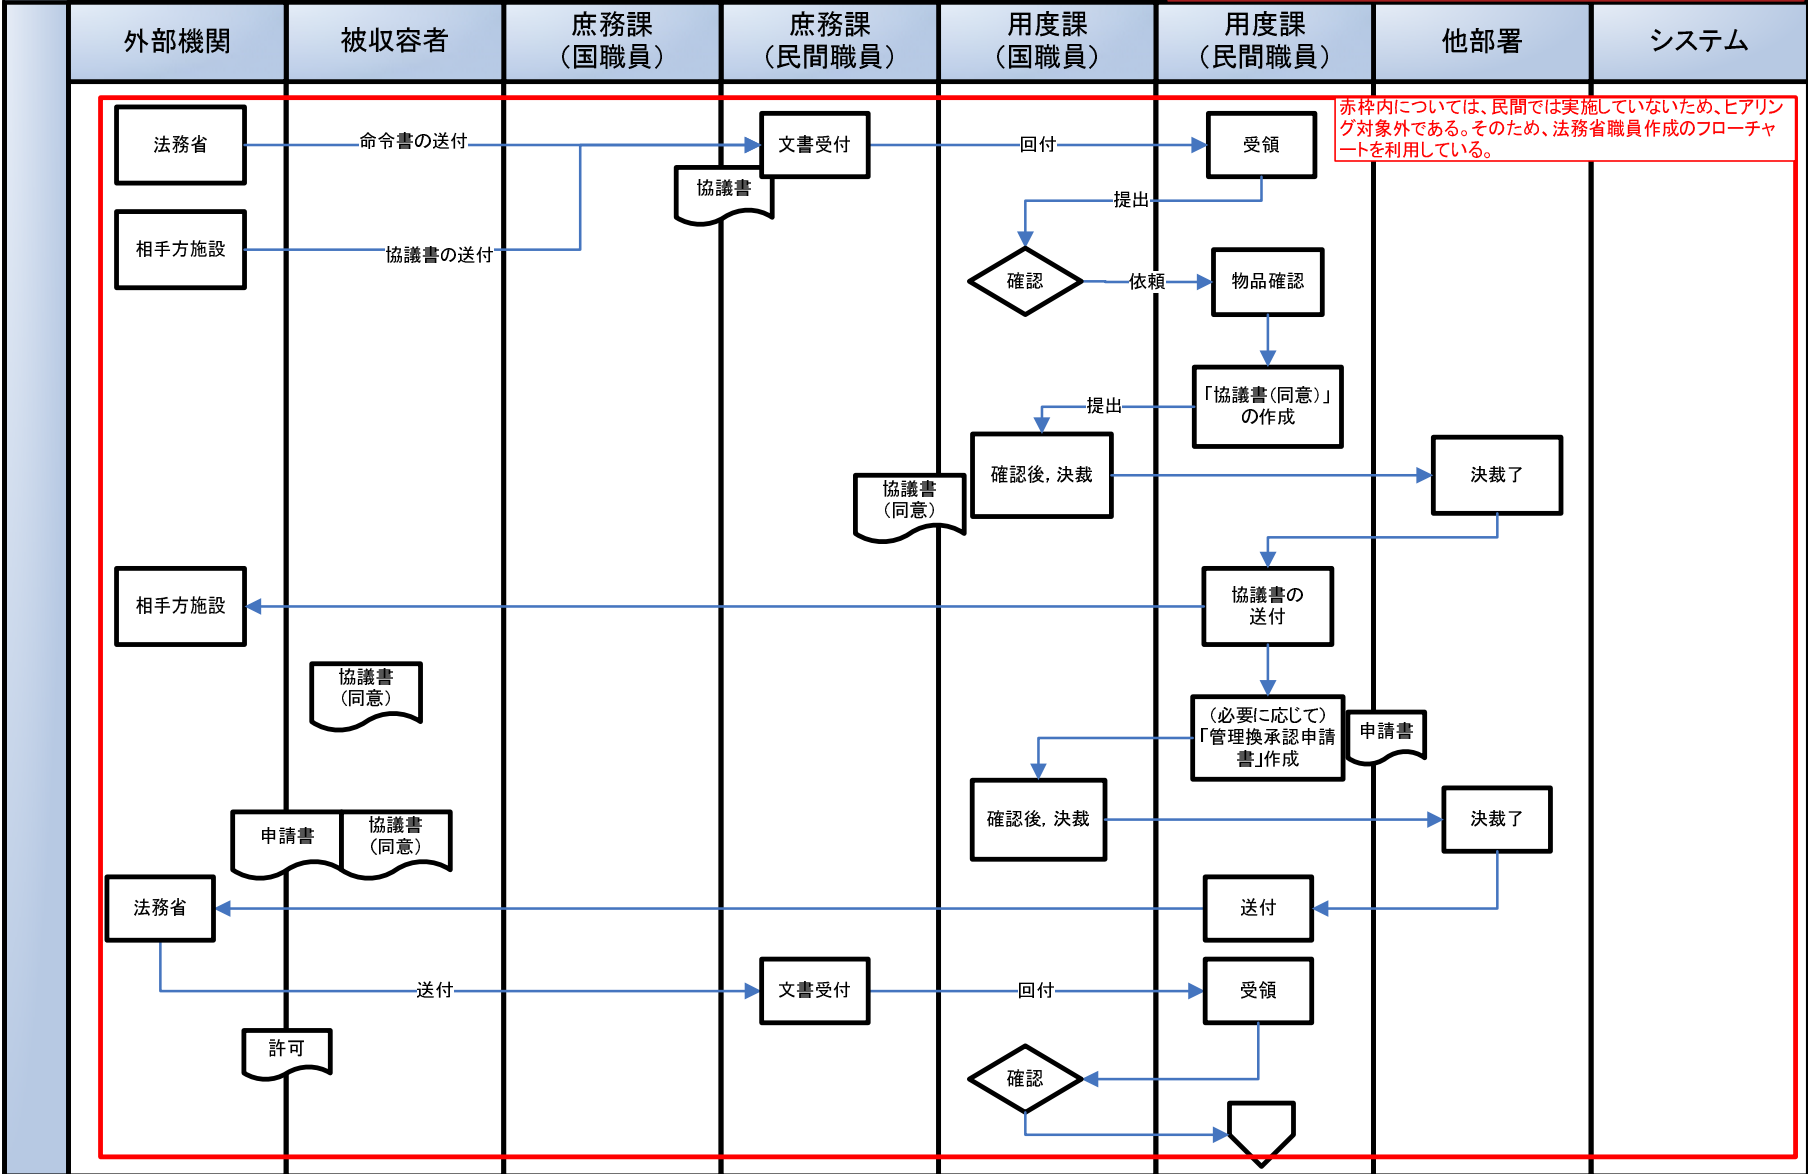 外部機関
被収容者
庶務課
（国職員）
庶務課
（民間職員）
用度課
（国職員）
用度課
（民間職員）
他部署
システム
赤枠内については、民間では実施していないため、ヒアリン
グ対象外である。そのため、法務省職員作成のフローチャ
ートを利用している。
法務省
命令書の送付
文書受付
回付
受領
協議書
提出
相手方施設
協議書の送付
確認
依頼
物品確認
「協議書（同意）」
の作成
提出
確認後，決裁
決裁了
協議書
（同意）
相手方施設
協議書の
送付
協議書
（同意）
（必要に応じて）
「管理換承認申請
書」作成
申請書
確認後，決裁
決裁了
申請書
協議書
（同意）
法務省
送付
送付
文書受付
回付
受領
許可
確認